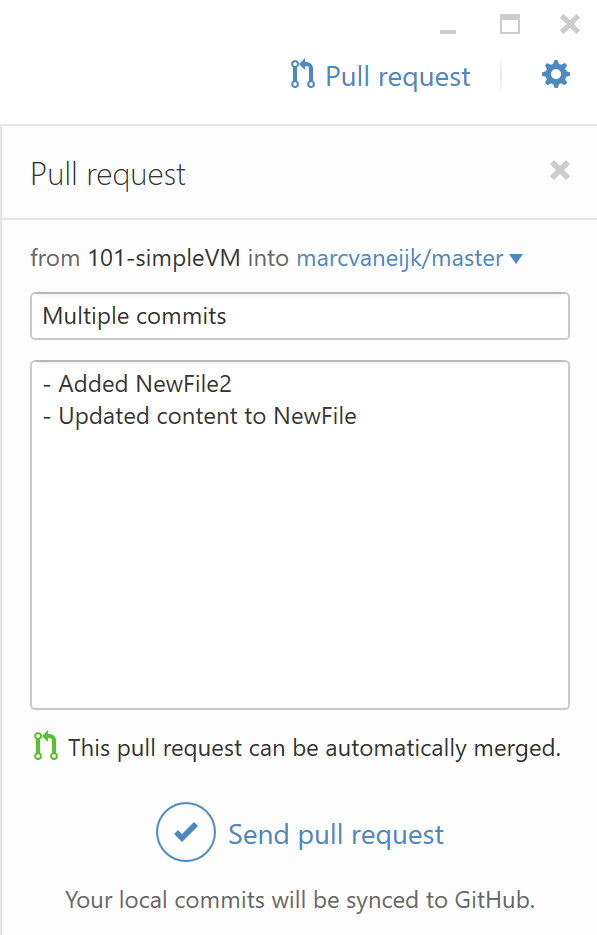 Pull request
Pull request
from 101-simpleVM into marcvaneijk/master
Multiple commits
- Added NewFile2
- Updated content to NewFile
This pull request can be automatically merged.
Send pull request
Your local commits will be synced to GitHub.